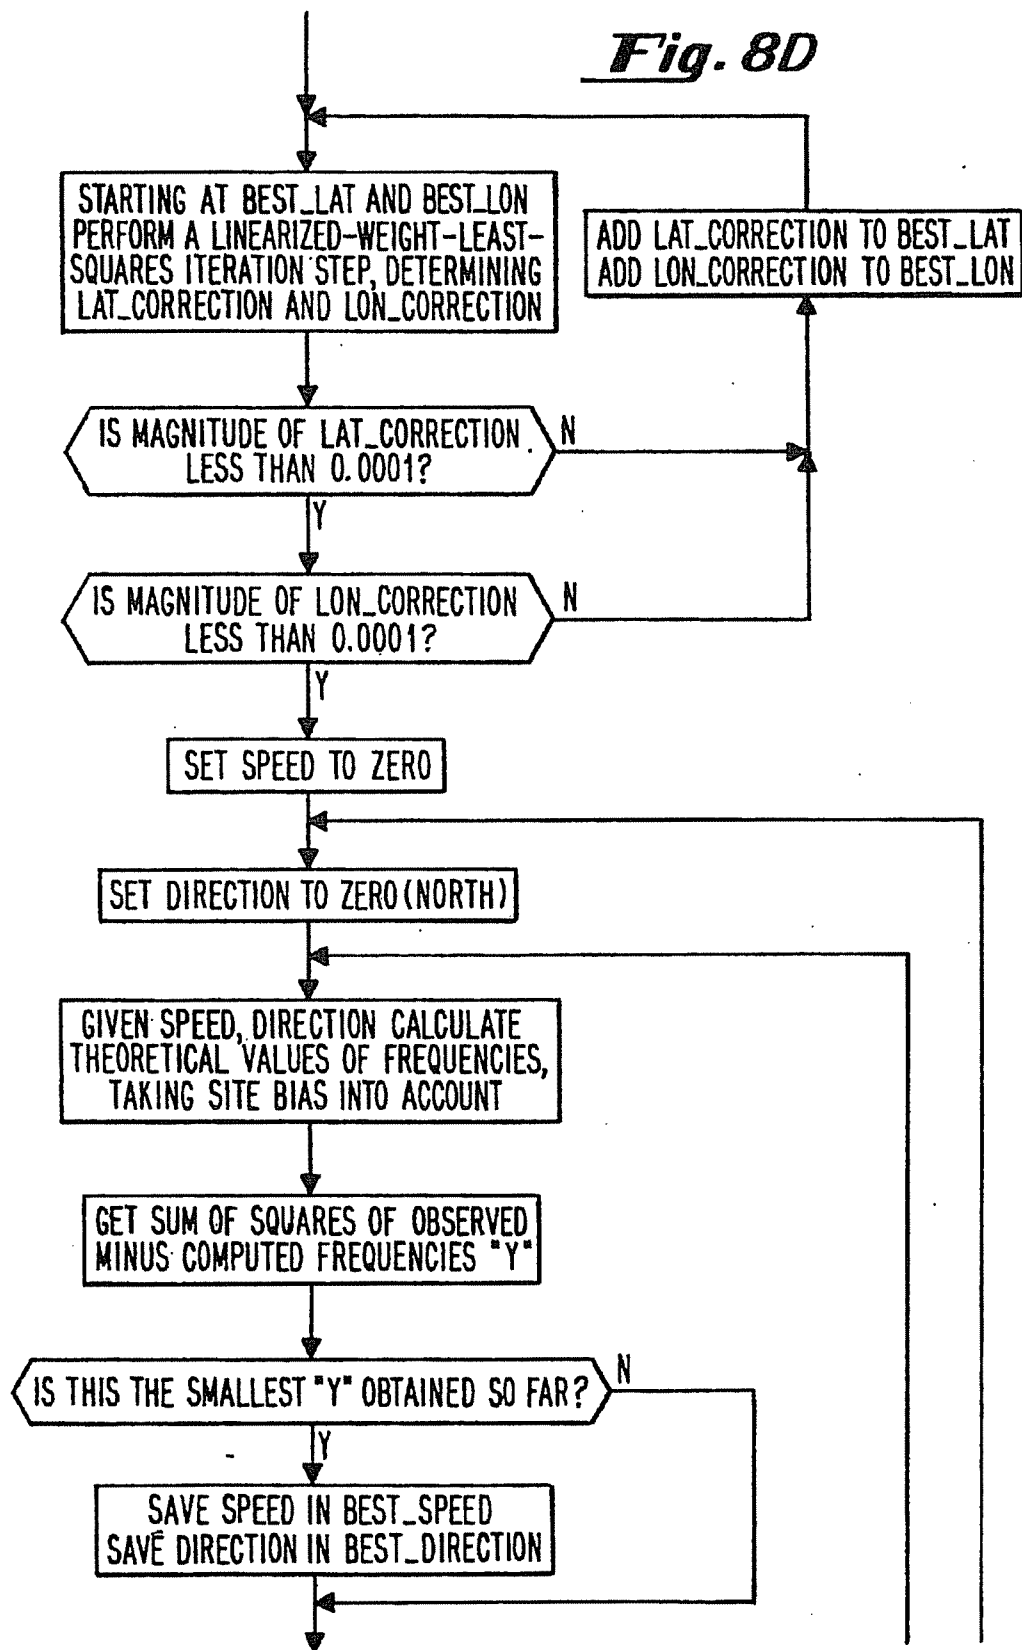 Fig. 8D
STARTING AT BEST_LAT AND BEST_LON
PERFORM A LINEARIZED-WEIGHT-LEAST-
SQUARES ITERATION STEP, DETERMINING
LAT_CORRECTION AND LON_CORRECTION
ADD LAT_CORRECTION TO BEST_LAT
ADD LON_CORRECTION TO BEST_LON
IS MAGNITUDE OF LAT_CORRECTION
LESS THAN 0.0001?
N
Y
IS MAGNITUDE OF LON_CORRECTION
LESS THAN 0.0001?
N
Y
SET SPEED TO ZERO
SET DIRECTION TO ZERO (NORTH)
GIVEN SPEED, DIRECTION CALCULATE
THEORETICAL VALUES OF FREQUENCIES,
TAKING SITE BIAS INTO ACCOUNT
GET SUM OF SQUARES OF OBSERVED
MINUS COMPUTED FREQUENCIES "Y"
IS THIS THE SMALLEST "Y" OBTAINED SO FAR?
N
Y
SAVE SPEED IN BEST_SPEED
SAVE DIRECTION IN BEST_DIRECTION